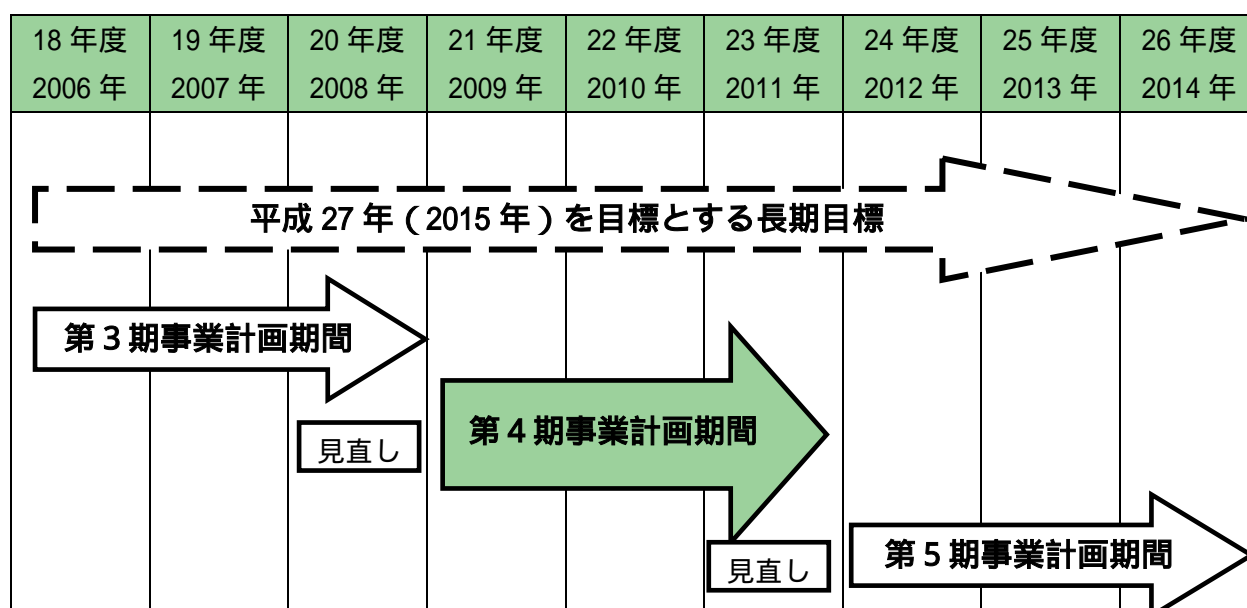 18 年度 19 年度 20 年度 21 年度 22 年度 23 年度 24 年度 25 年度 26 年度
2006 年 2007 年 2008 年 2009 年 2010 年 2011 年 2012 年 2013 年 2014 年
平成 27 年（2015 年）を目標とする長期目標
第３期事業計画期間
見直し
第４期事業計画期間
見直し
第５期事業計画期間